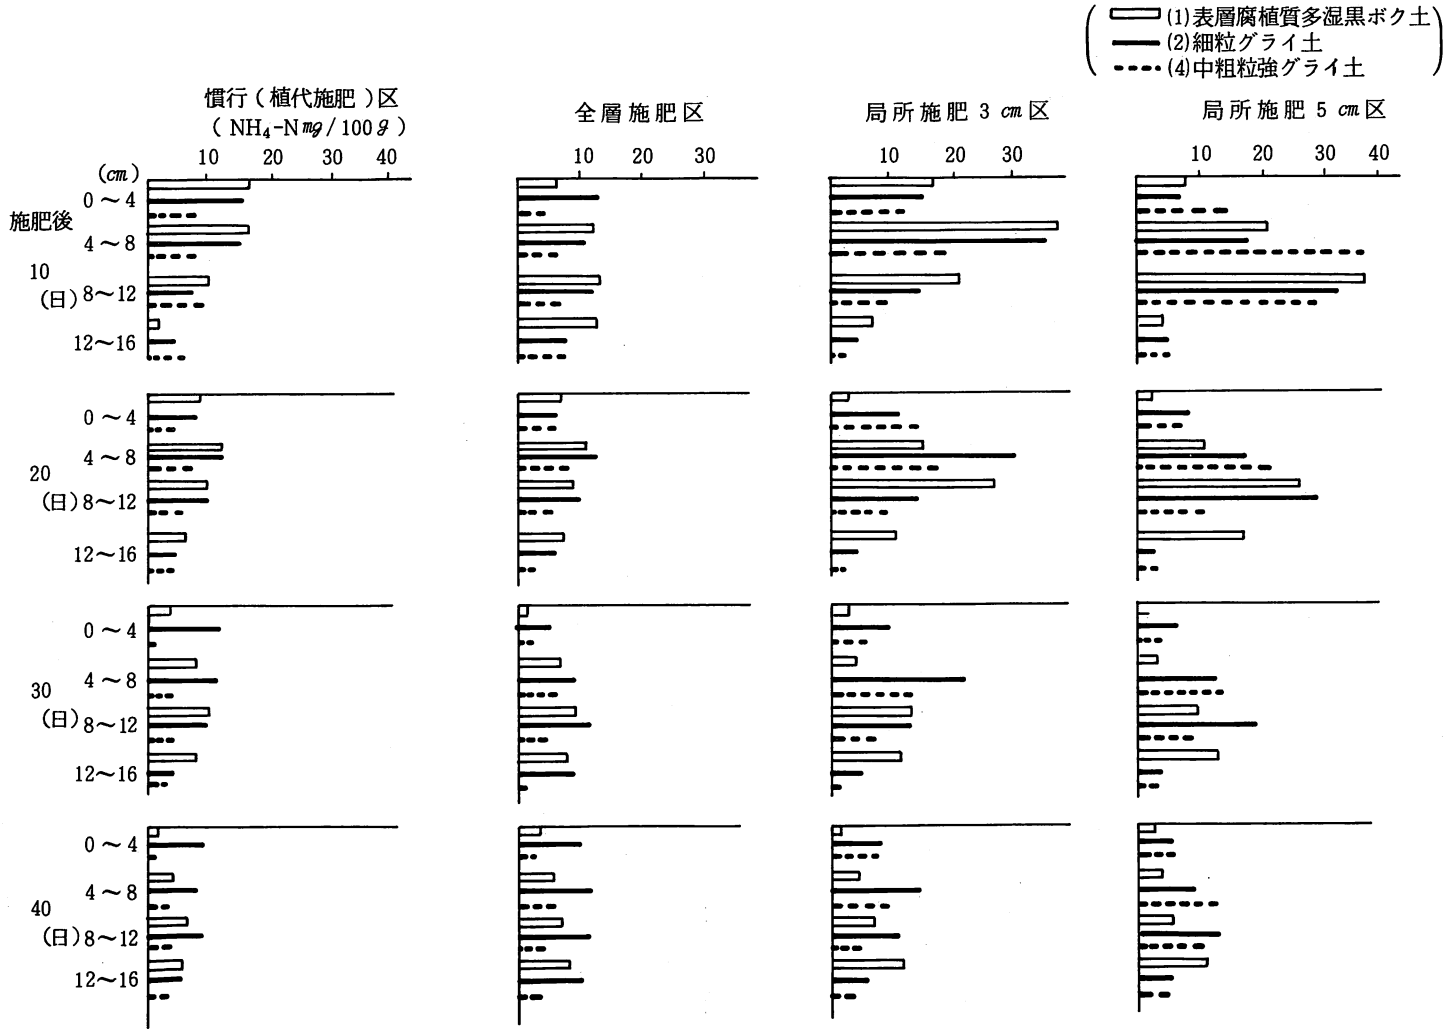 (1)表層腐植質多湿黒ボク土
(2)細粒グライ土
(4)中粗粒強グライ土
慣行(植代施肥)区
(NH₄-N mg/100g)
全層施肥区
局所施肥 3 cm区
局所施肥 5 cm区
10 20 30 40
10 20 30
10 20 30
10 20 30 40
(cm)
施肥後
10
(日)
0～4
4～8
8～12
12～16
20
(日)
0～4
4～8
8～12
12～16
30
(日)
0～4
4～8
8～12
12～16
40
(日)
0～4
4～8
8～12
12～16